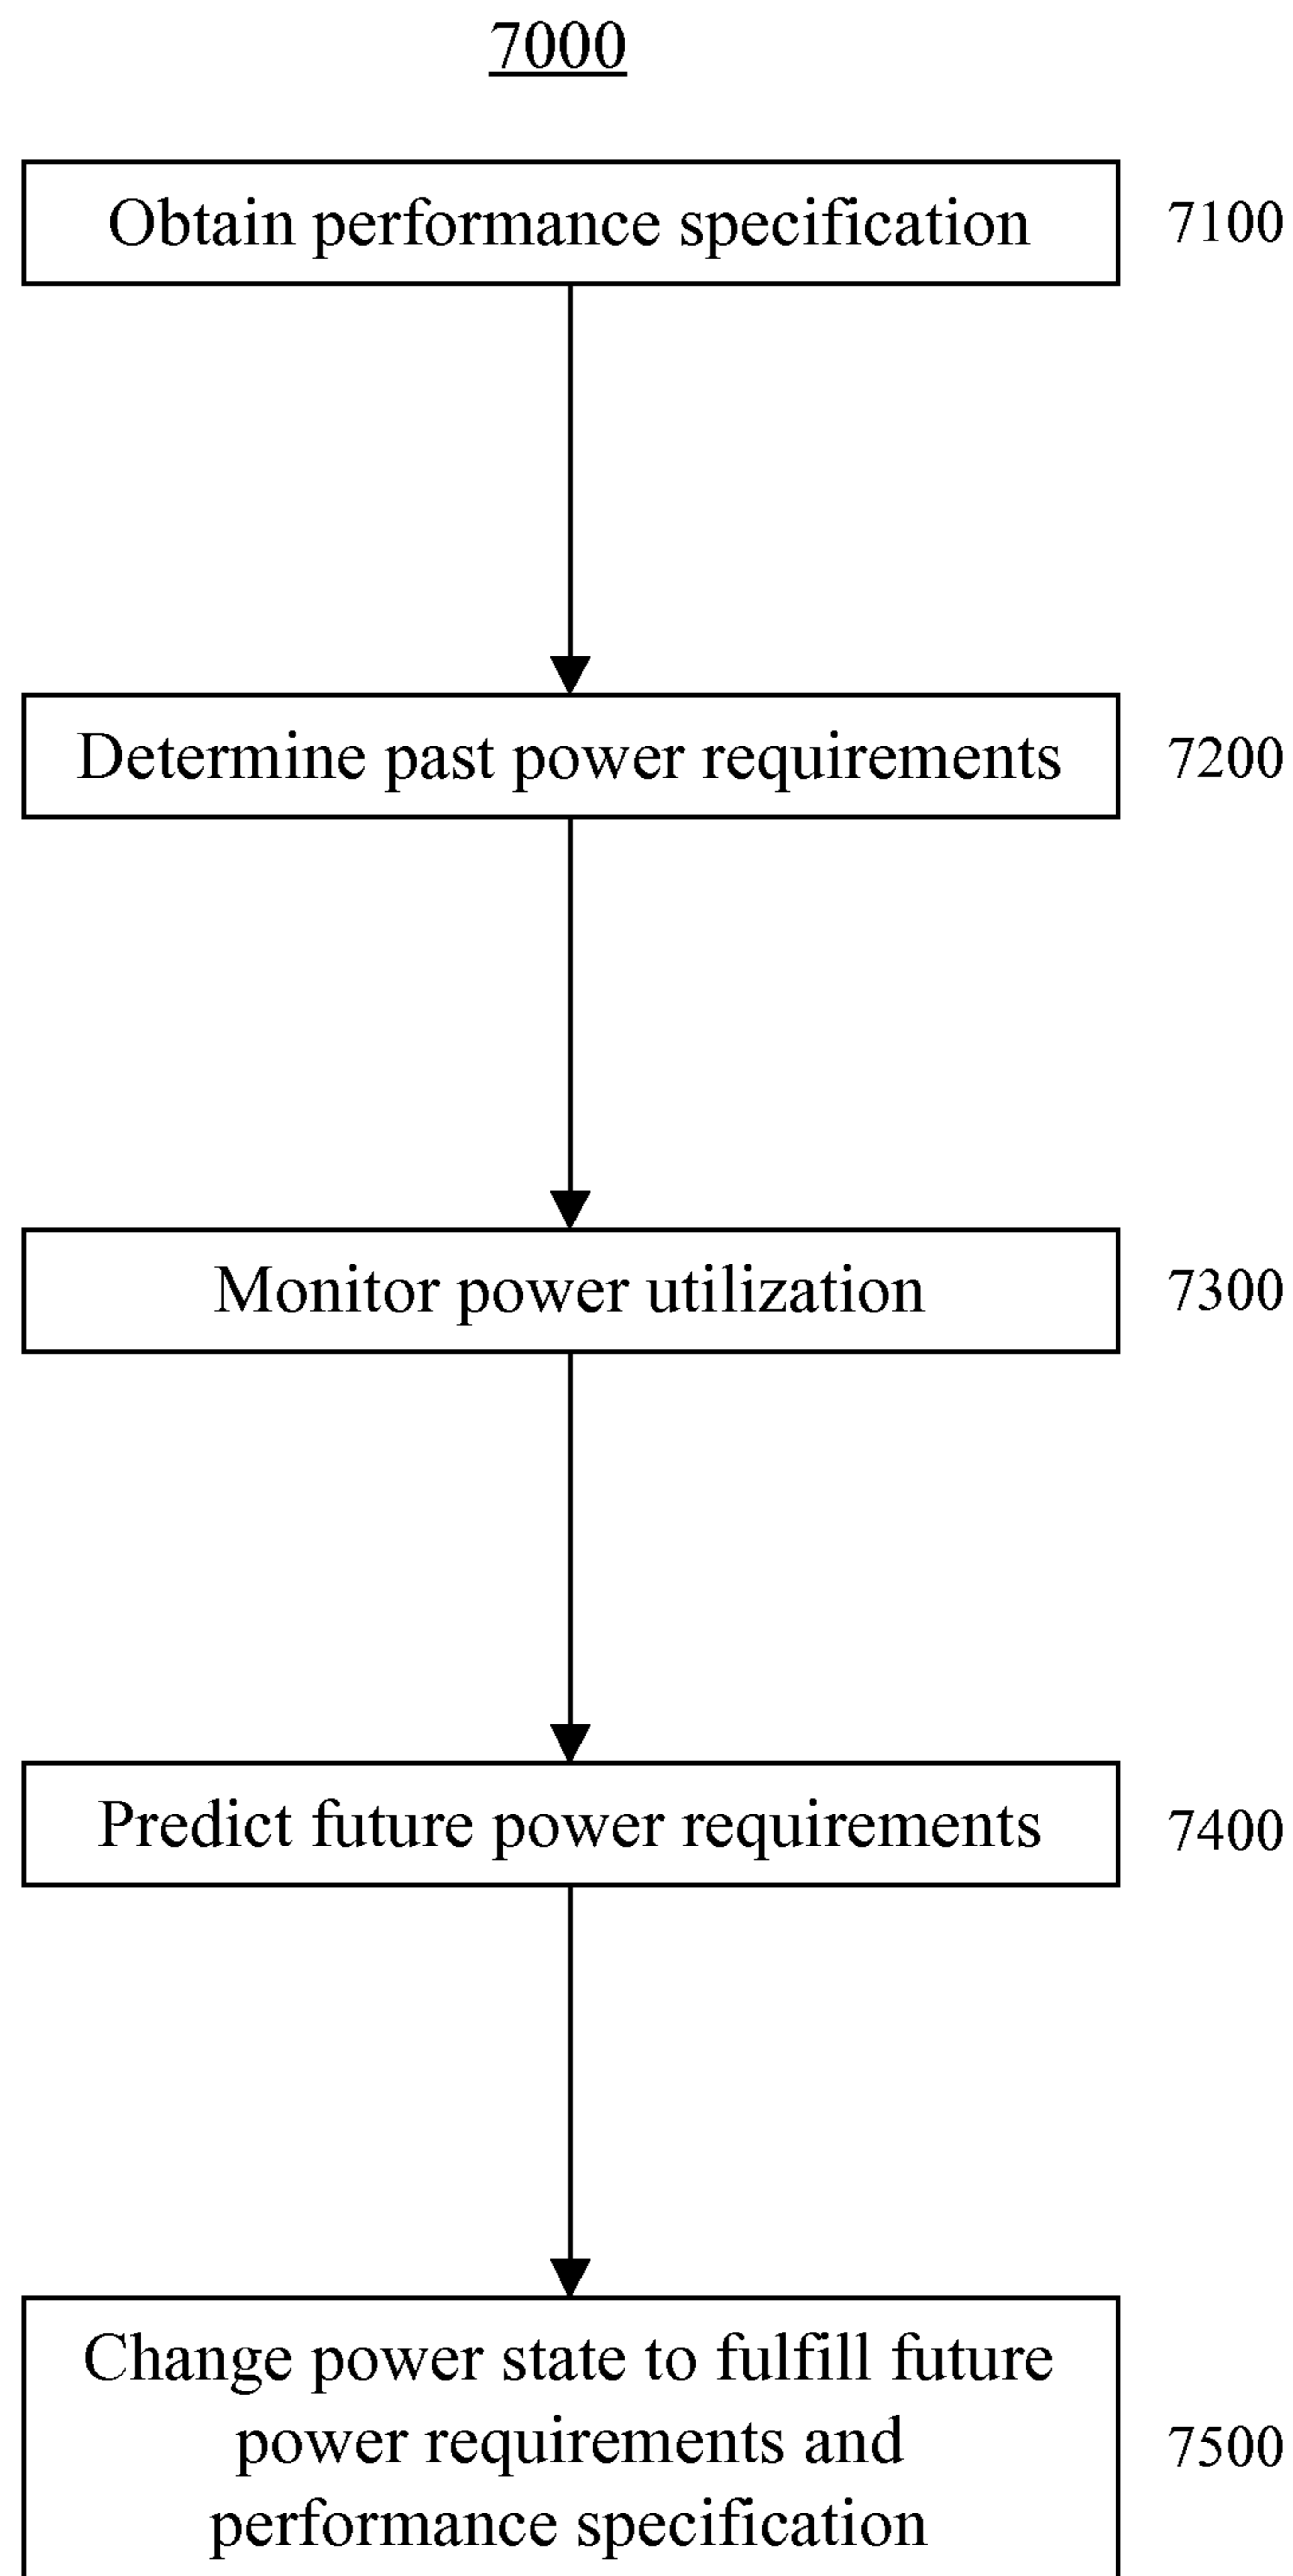 7000
Obtain performance specification
7100
Determine past power requirements
7200
Monitor power utilization
7300
Predict future power requirements
7400
Change power state to fulfill future
power requirements and
performance specification
7500